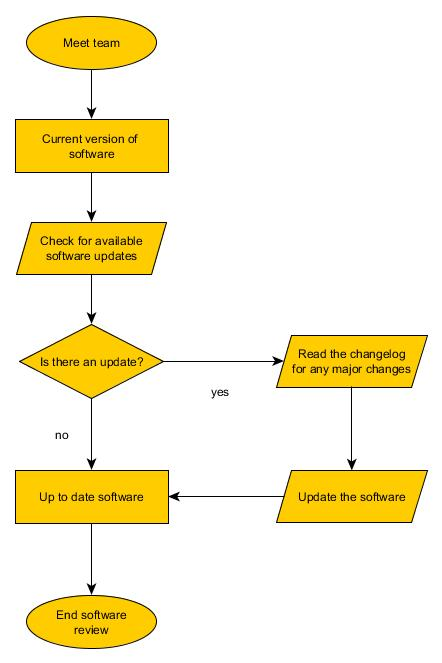 Meet team
Current version of
software
Check for available
software updates
Is there an update?
yes
Read the changelog
for any major changes
no
Up to date software
Update the software
End software
review